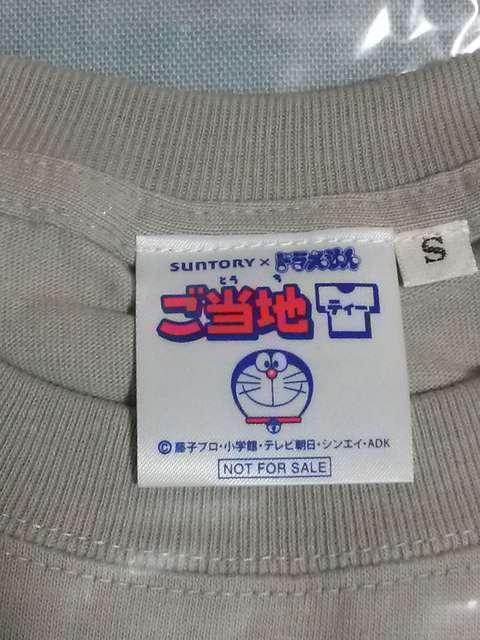 SUNTORY × ドラえもん
とう ち
ご当地
ティー
© 藤子プロ・小学館・テレビ朝日・シンエイ・ADK
NOT FOR SALE
S